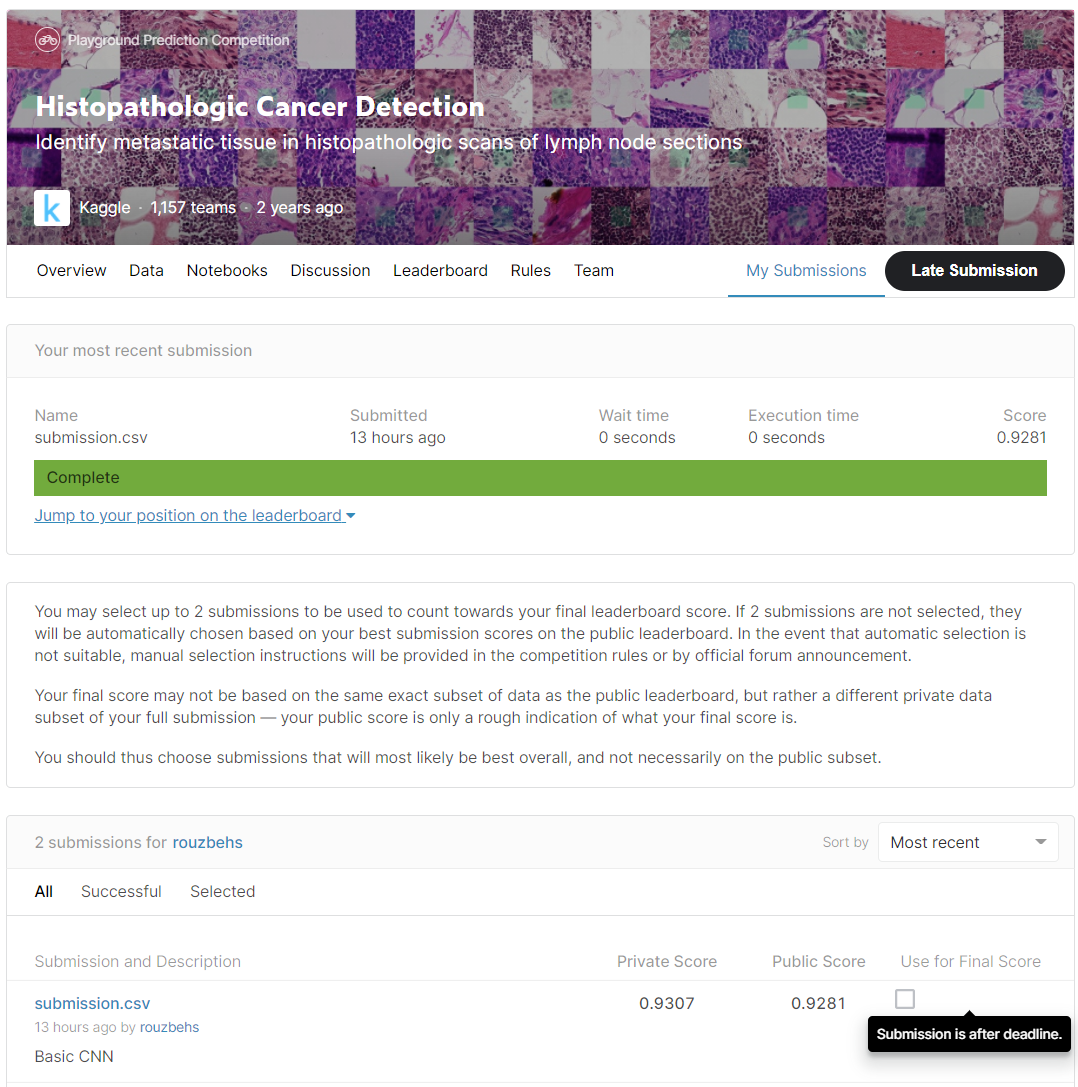 Playground Prediction Competition
Histopathologic Cancer Detection
Identify metastatic tissue in histopathologic scans of lymph node sections
k
Kaggle · 1,157 teams · 2 years ago
Overview Data Notebooks Discussion Leaderboard Rules Team My Submissions Late Submission
Your most recent submission
Name Submitted Wait time Execution time Score
submission.csv 13 hours ago 0 seconds 0 seconds 0.9281
Complete
Jump to your position on the leaderboard
You may select up to 2 submissions to be used to count towards your final leaderboard score. If 2 submissions are not selected, they
will be automatically chosen based on your best submission scores on the public leaderboard. In the event that automatic selection is
not suitable, manual selection instructions will be provided in the competition rules or by official forum announcement.
Your final score may not be based on the same exact subset of data as the public leaderboard, but rather a different private data
subset of your full submission — your public score is only a rough indication of what your final score is.
You should thus choose submissions that will most likely be best overall, and not necessarily on the public subset.
2 submissions for rouzbehs Sort by Most recent
All Successful Selected
Submission and Description Private Score Public Score Use for Final Score
submission.csv 0.9307 0.9281
13 hours ago by rouzbehs
Submission is after deadline.
Basic CNN